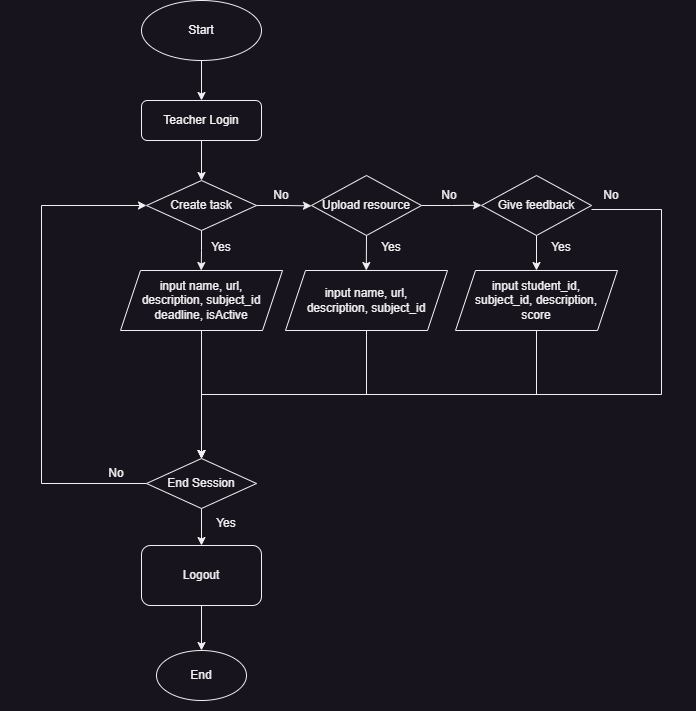 Start
Teacher Login
Create task
No
Upload resource
No
Give feedback
No
Yes
Yes
Yes
input name, url,
description, subject_id
deadline, isActive
input name, url,
description, subject_id
input student_id,
subject_id, description,
score
End Session
No
Yes
Logout
End